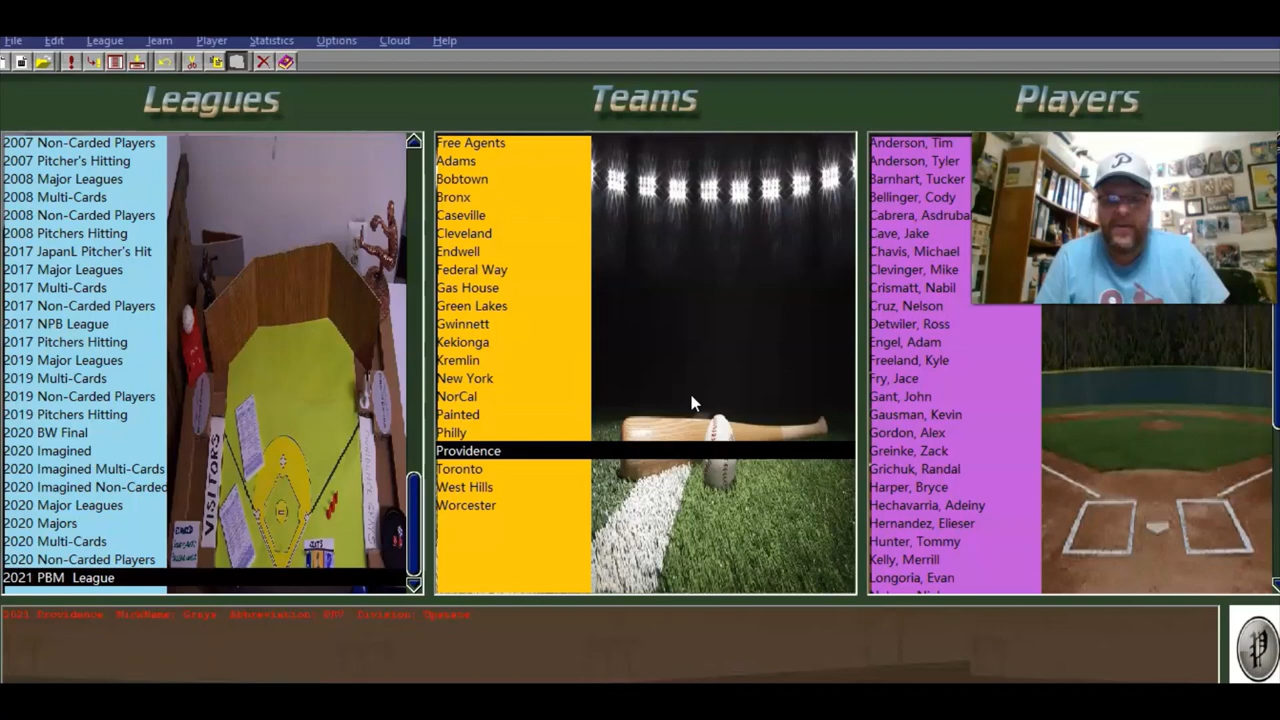 File Edit League Team Player Statistics Options Cloud Help
Leagues
2007 Non-Carded Players
2007 Pitcher's Hitting
2008 Major Leagues
2008 Multi-Cards
2008 Non-Carded Players
2008 Pitchers Hitting
2017 JapanL Pitcher's Hit
2017 Major Leagues
2017 Multi-Cards
2017 Non-Carded Players
2017 NPB League
2017 Pitchers Hitting
2019 Major Leagues
2019 Multi-Cards
2019 Non-Carded Players
2019 Pitchers Hitting
2020 BW Final
2020 Imagined
2020 Imagined Multi-Cards
2020 Imagined Non-Carded
2020 Major Leagues
2020 Majors
2020 Multi-Cards
2020 Non-Carded Players
2021 PBM League
VISITORS
Teams
Free Agents
Adams
Bobtown
Bronx
Caseville
Cleveland
Endwell
Federal Way
Gas House
Green Lakes
Gwinnett
Kekionga
Kremlin
New York
NorCal
Painted
Philly
Providence
Toronto
West Hills
Worcester
Players
Anderson, Tim
Anderson, Tyler
Barnhart, Tucker
Bellinger, Cody
Cabrera, Asdruba
Cave, Jake
Chavis, Michael
Clevinger, Mike
Crismatt, Nabil
Cruz, Nelson
Detwiler, Ross
Engel, Adam
Freeland, Kyle
Fry, Jace
Gant, John
Gausman, Kevin
Gordon, Alex
Greinke, Zack
Grichuk, Randal
Harper, Bryce
Hechavarria, Adeiny
Hernandez, Elieser
Hunter, Tommy
Kelly, Merrill
Longoria, Evan
P
2021 Providence NickName: Grays Abbreviation: Division:
P